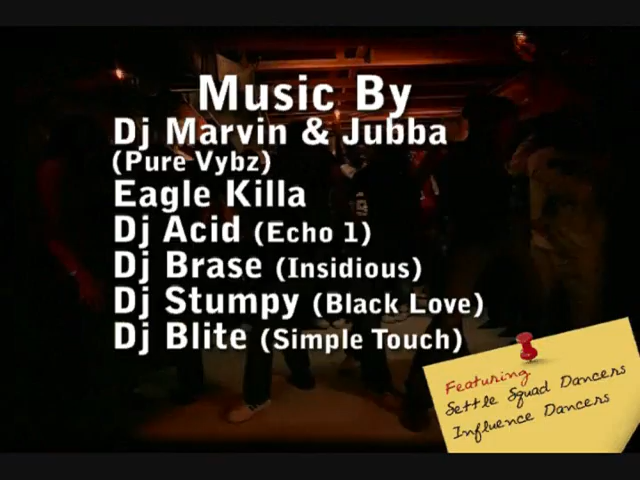 Music By
Dj Marvin & Jubba
(Pure Vybz)
Eagle Killa
Dj Acid (Echo 1)
Dj Brase (Insidious)
Dj Stumpy (Black Love)
Dj Blite (Simple Touch)
Featuring
Settle Squad Dancers
Influence Dancers